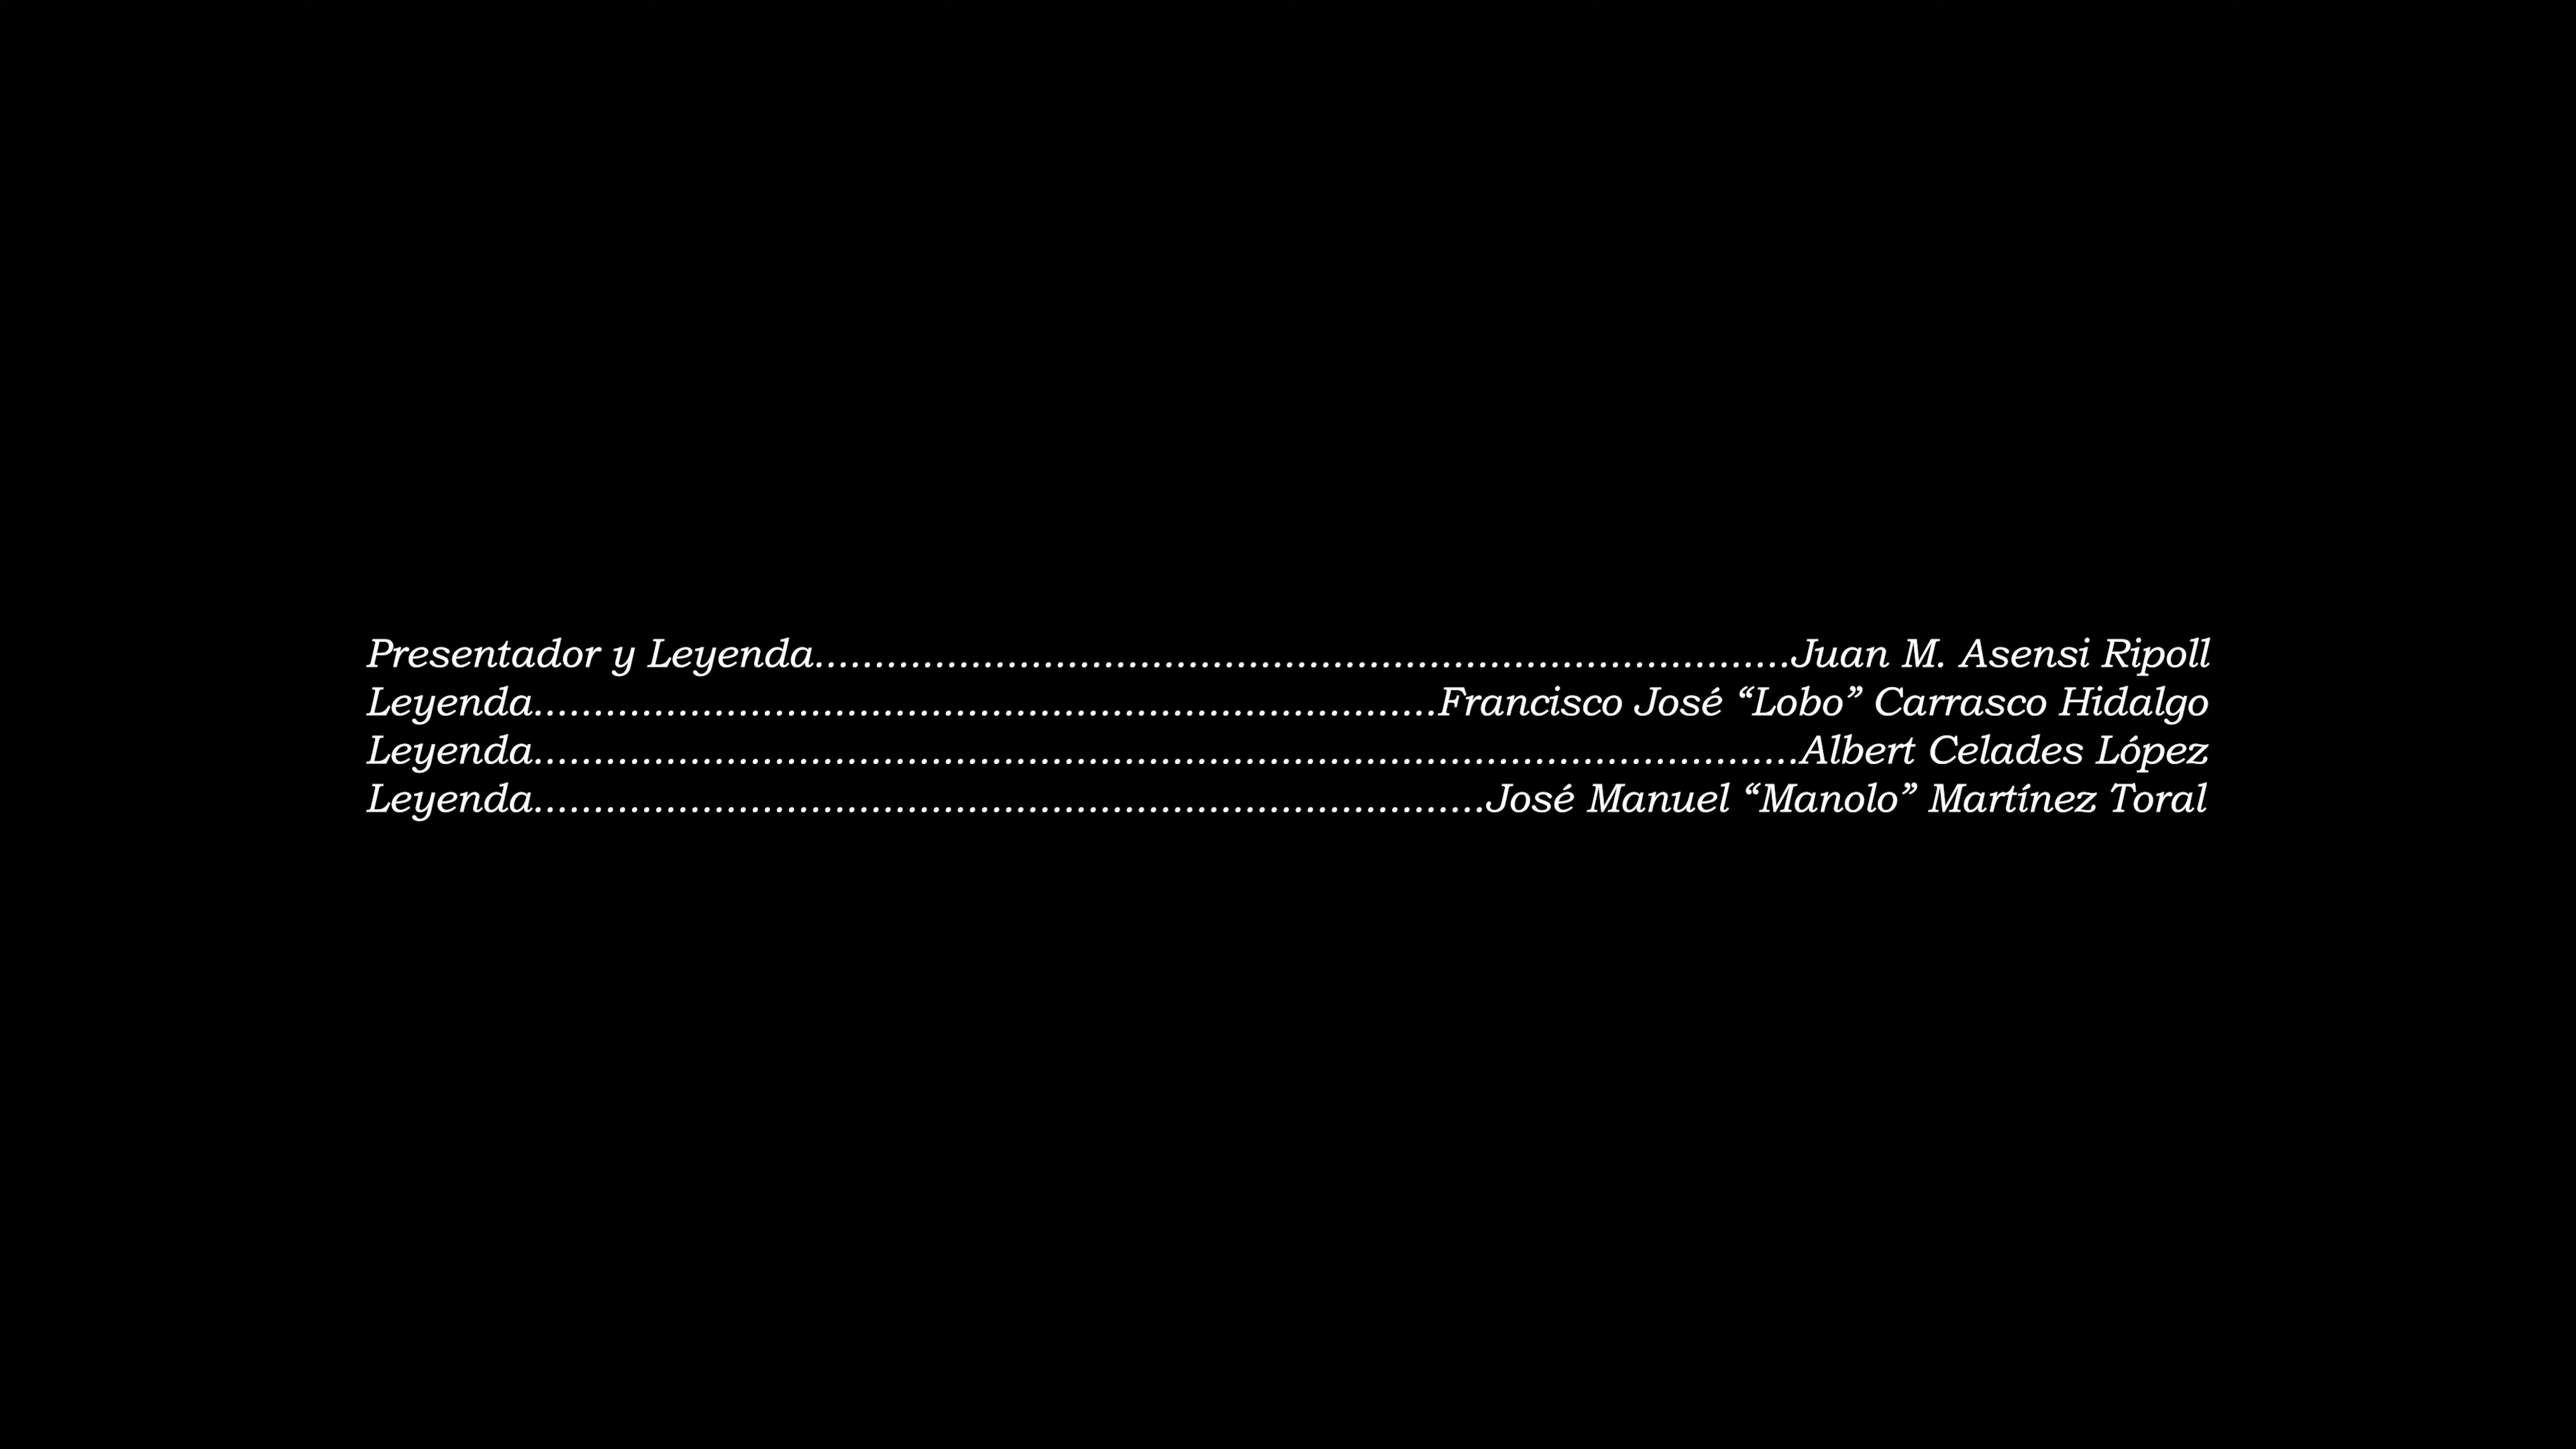 Presentador y Leyenda.................................................................................Juan M. Asensi Ripoll
Leyenda...........................................................................Francisco José “Lobo” Carrasco Hidalgo
Leyenda.........................................................................................................Albert Celades López
Leyenda...............................................................................José Manuel “Manolo” Martínez Toral